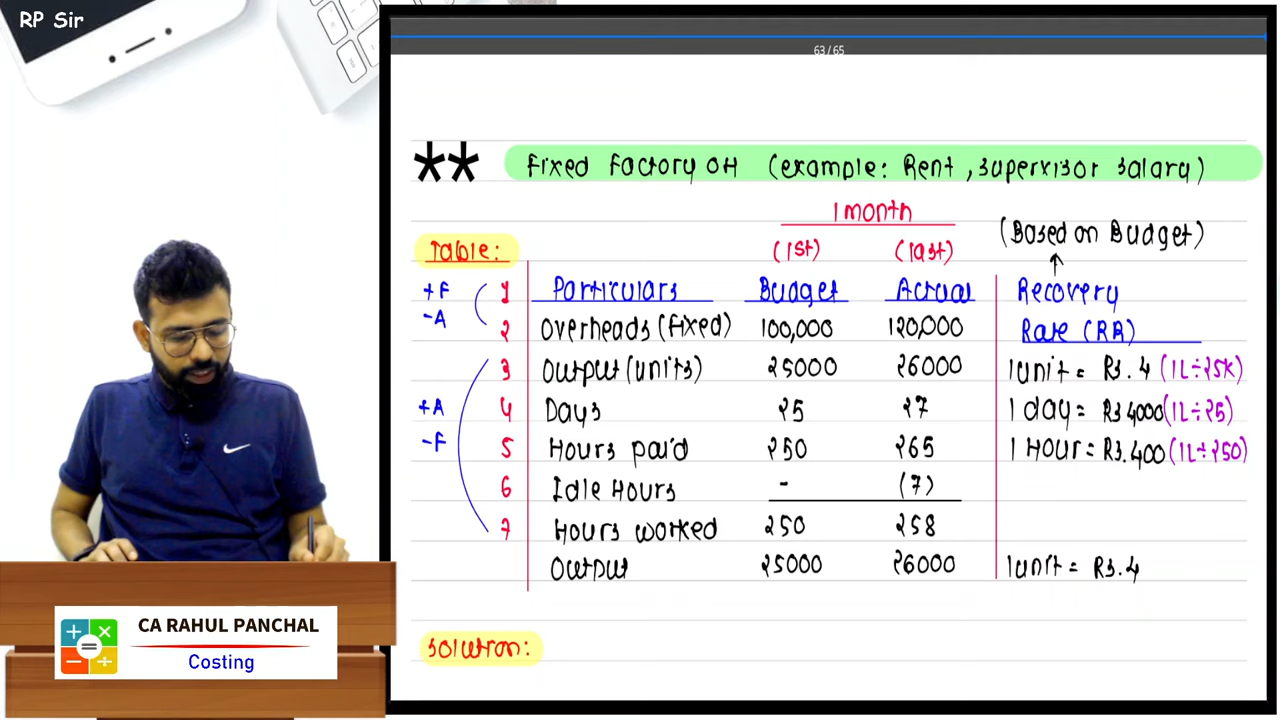 RP Sir
63/65
** Fixed Factory OH (example: Rent, Supervisor Salary)
1 month
(Based on Budget)
Table:
(1st) (last)
↑
+F 1 Particulars Budget Actual Recovery
-A 2 Overheads (fixed) 100,000 120,000 Rate (RR)
3 Output (units) 25000 26000 1unit = Rs. 4 (1L÷25K)
+A 4 Days 25 27 1 day = Rs 4000 (1L÷25)
-F 5 Hours paid 250 265 1 Hour = Rs. 400 (1L÷250)
6 Idle Hours - (7)
7 Hours worked 250 258
Output 25000 26000 1unit = Rs. 4
Solution:
CA RAHUL PANCHAL
Costing